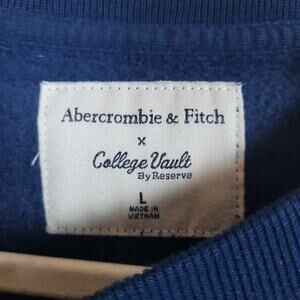 Abercrombie & Fitch
x
College Vault
By Reserve
L
MADE IN
VIETNAM